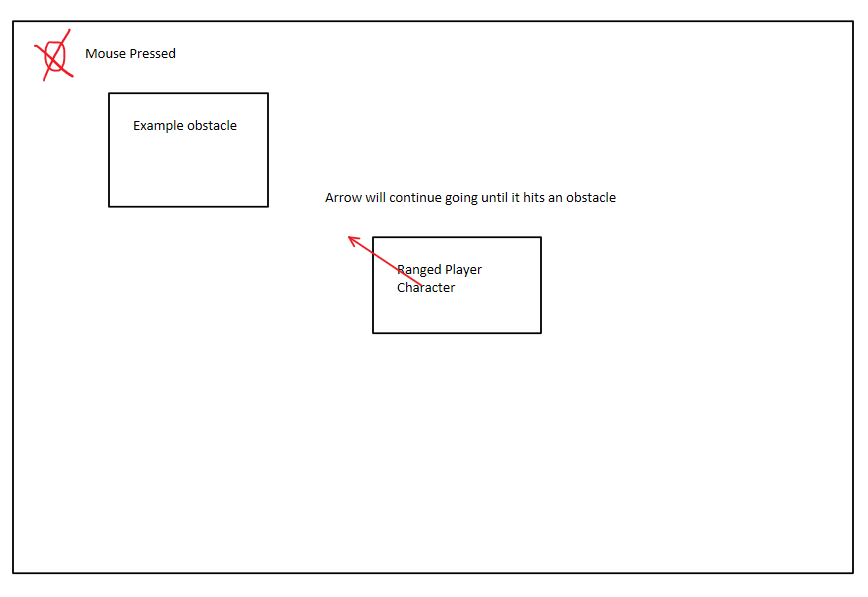 Mouse Pressed
Example obstacle
Arrow will continue going until it hits an obstacle
Ranged Player
Character